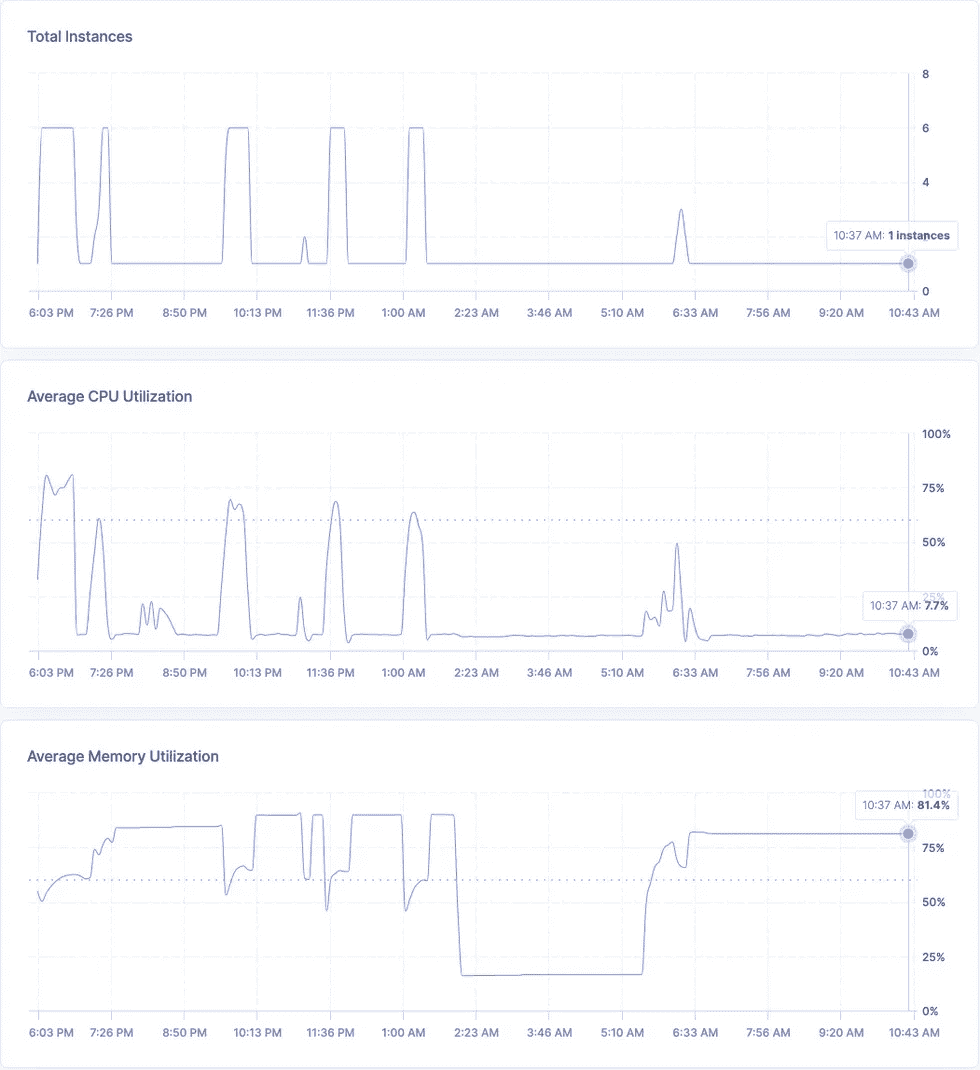 Total Instances
8
6
4
10:37 AM: 1 instances
0
6:03 PM 7:26 PM 8:50 PM 10:13 PM 11:36 PM 1:00 AM 2:23 AM 3:46 AM 5:10 AM 6:33 AM 7:56 AM 9:20 AM 10:43 AM
Average CPU Utilization
100%
75%
50%
25%
10:37 AM: 7.7%
0%
6:03 PM 7:26 PM 8:50 PM 10:13 PM 11:36 PM 1:00 AM 2:23 AM 3:46 AM 5:10 AM 6:33 AM 7:56 AM 9:20 AM 10:43 AM
Average Memory Utilization
100%
10:37 AM: 81.4%
75%
50%
25%
0%
6:03 PM 7:26 PM 8:50 PM 10:13 PM 11:36 PM 1:00 AM 2:23 AM 3:46 AM 5:10 AM 6:33 AM 7:56 AM 9:20 AM 10:43 AM